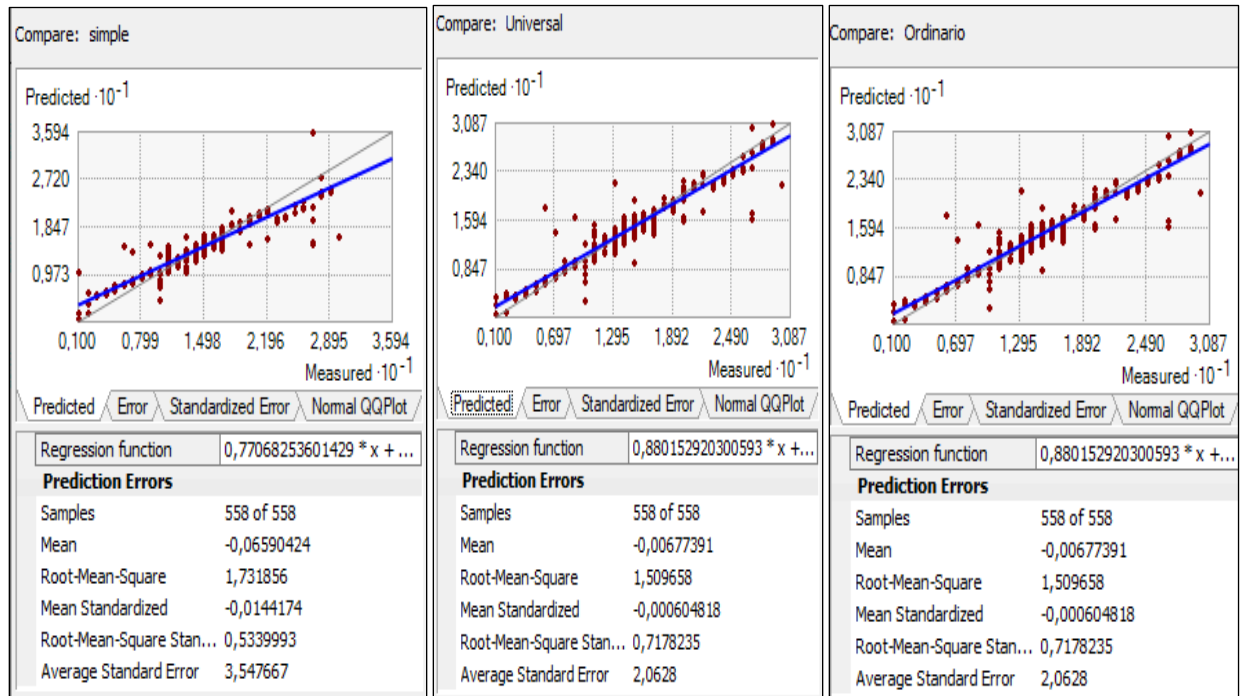 Compare: simple
Predicted ·10⁻¹
3,594
2,720
1,847
0,973
0,100 0,799 1,498 2,196 2,895 3,594
Measured ·10⁻¹
Predicted Error Standardized Error Normal QQPlot
Regression function 0,77068253601429 * x + ...
Prediction Errors
Samples 558 of 558
Mean -0,06590424
Root-Mean-Square 1,731856
Mean Standardized -0,0144174
Root-Mean-Square Stan... 0,5339993
Average Standard Error 3,547667
Compare: Universal
Predicted ·10⁻¹
3,087
2,340
1,594
0,847
0,100 0,697 1,295 1,892 2,490 3,087
Measured ·10⁻¹
Predicted Error Standardized Error Normal QQPlot
Regression function 0,880152920300593 * x +...
Prediction Errors
Samples 558 of 558
Mean -0,00677391
Root-Mean-Square 1,509658
Mean Standardized -0,000604818
Root-Mean-Square Stan... 0,7178235
Average Standard Error 2,0628
Compare: Ordinario
Predicted ·10⁻¹
3,087
2,340
1,594
0,847
0,100 0,697 1,295 1,892 2,490 3,087
Measured ·10⁻¹
Predicted Error Standardized Error Normal QQPlot
Regression function 0,880152920300593 * x +...
Prediction Errors
Samples 558 of 558
Mean -0,00677391
Root-Mean-Square 1,509658
Mean Standardized -0,000604818
Root-Mean-Square Stan... 0,7178235
Average Standard Error 2,0628